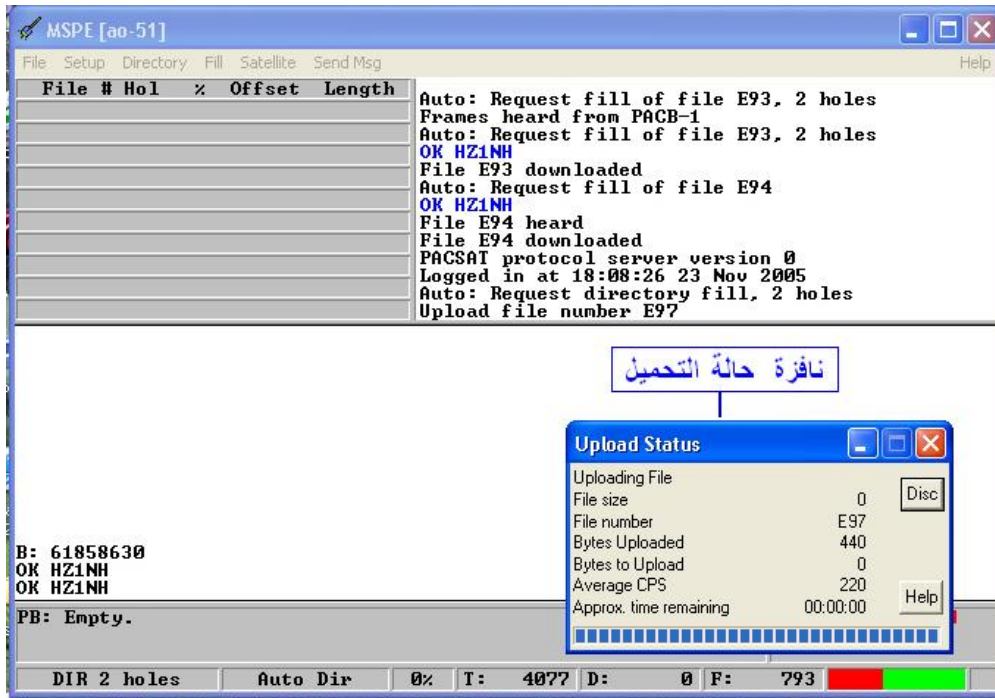 MSPE [ao-51]
File Setup Directory Fill Satellite Send Msg Help
File # Hol % Offset Length
Auto: Request fill of file E93, 2 holes
Frames heard from PACB-1
Auto: Request fill of file E93, 2 holes
OK HZ1NH
File E93 downloaded
Auto: Request fill of file E94
OK HZ1NH
File E94 heard
File E94 downloaded
PACSAT protocol server version 0
Logged in at 18:08:26 23 Nov 2005
Auto: Request directory fill, 2 holes
Upload file number E97
نافزة حالة التحميل
Upload Status
Uploading File
File size 0
File number E97
Bytes Uploaded 440
Bytes to Upload 0
Average CPS 220
Approx. time remaining 00:00:00
Disc
Help
B: 61858630
OK HZ1NH
OK HZ1NH
PB: Empty.
DIR 2 holes Auto Dir 0% T: 4077 D: 0 F: 793